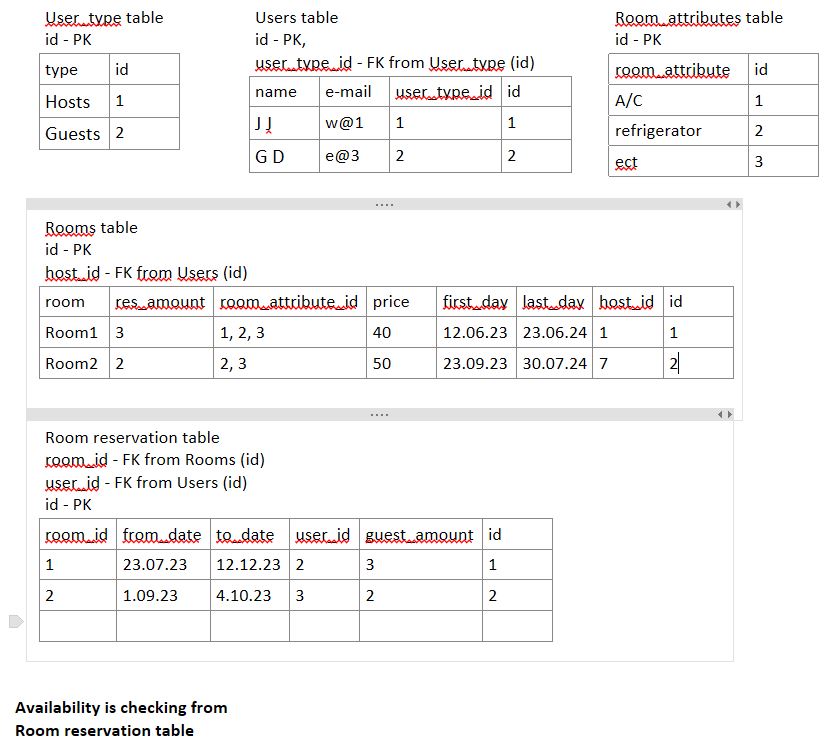 User_type table
id - PK
type id
Hosts 1
Guests 2
Users table
id - PK,
user_type_id - FK from User_type (id)
name e-mail user_type_id id
J J w@1 1 1
G D e@3 2 2
Room_attributes table
id - PK
room_attribute id
A/C 1
refrigerator 2
ect 3
Rooms table
id - PK
host_id - FK from Users (id)
room res_amount room_attribute_id price first_day last_day host_id id
Room1 3 1, 2, 3 40 12.06.23 23.06.24 1 1
Room2 2 2, 3 50 23.09.23 30.07.24 7 2
Room reservation table
room_id - FK from Rooms (id)
user_id - FK from Users (id)
id - PK
room_id from_date to_date user_id guest_amount id
1 23.07.23 12.12.23 2 3 1
2 1.09.23 4.10.23 3 2 2
Availability is checking from
Room reservation table